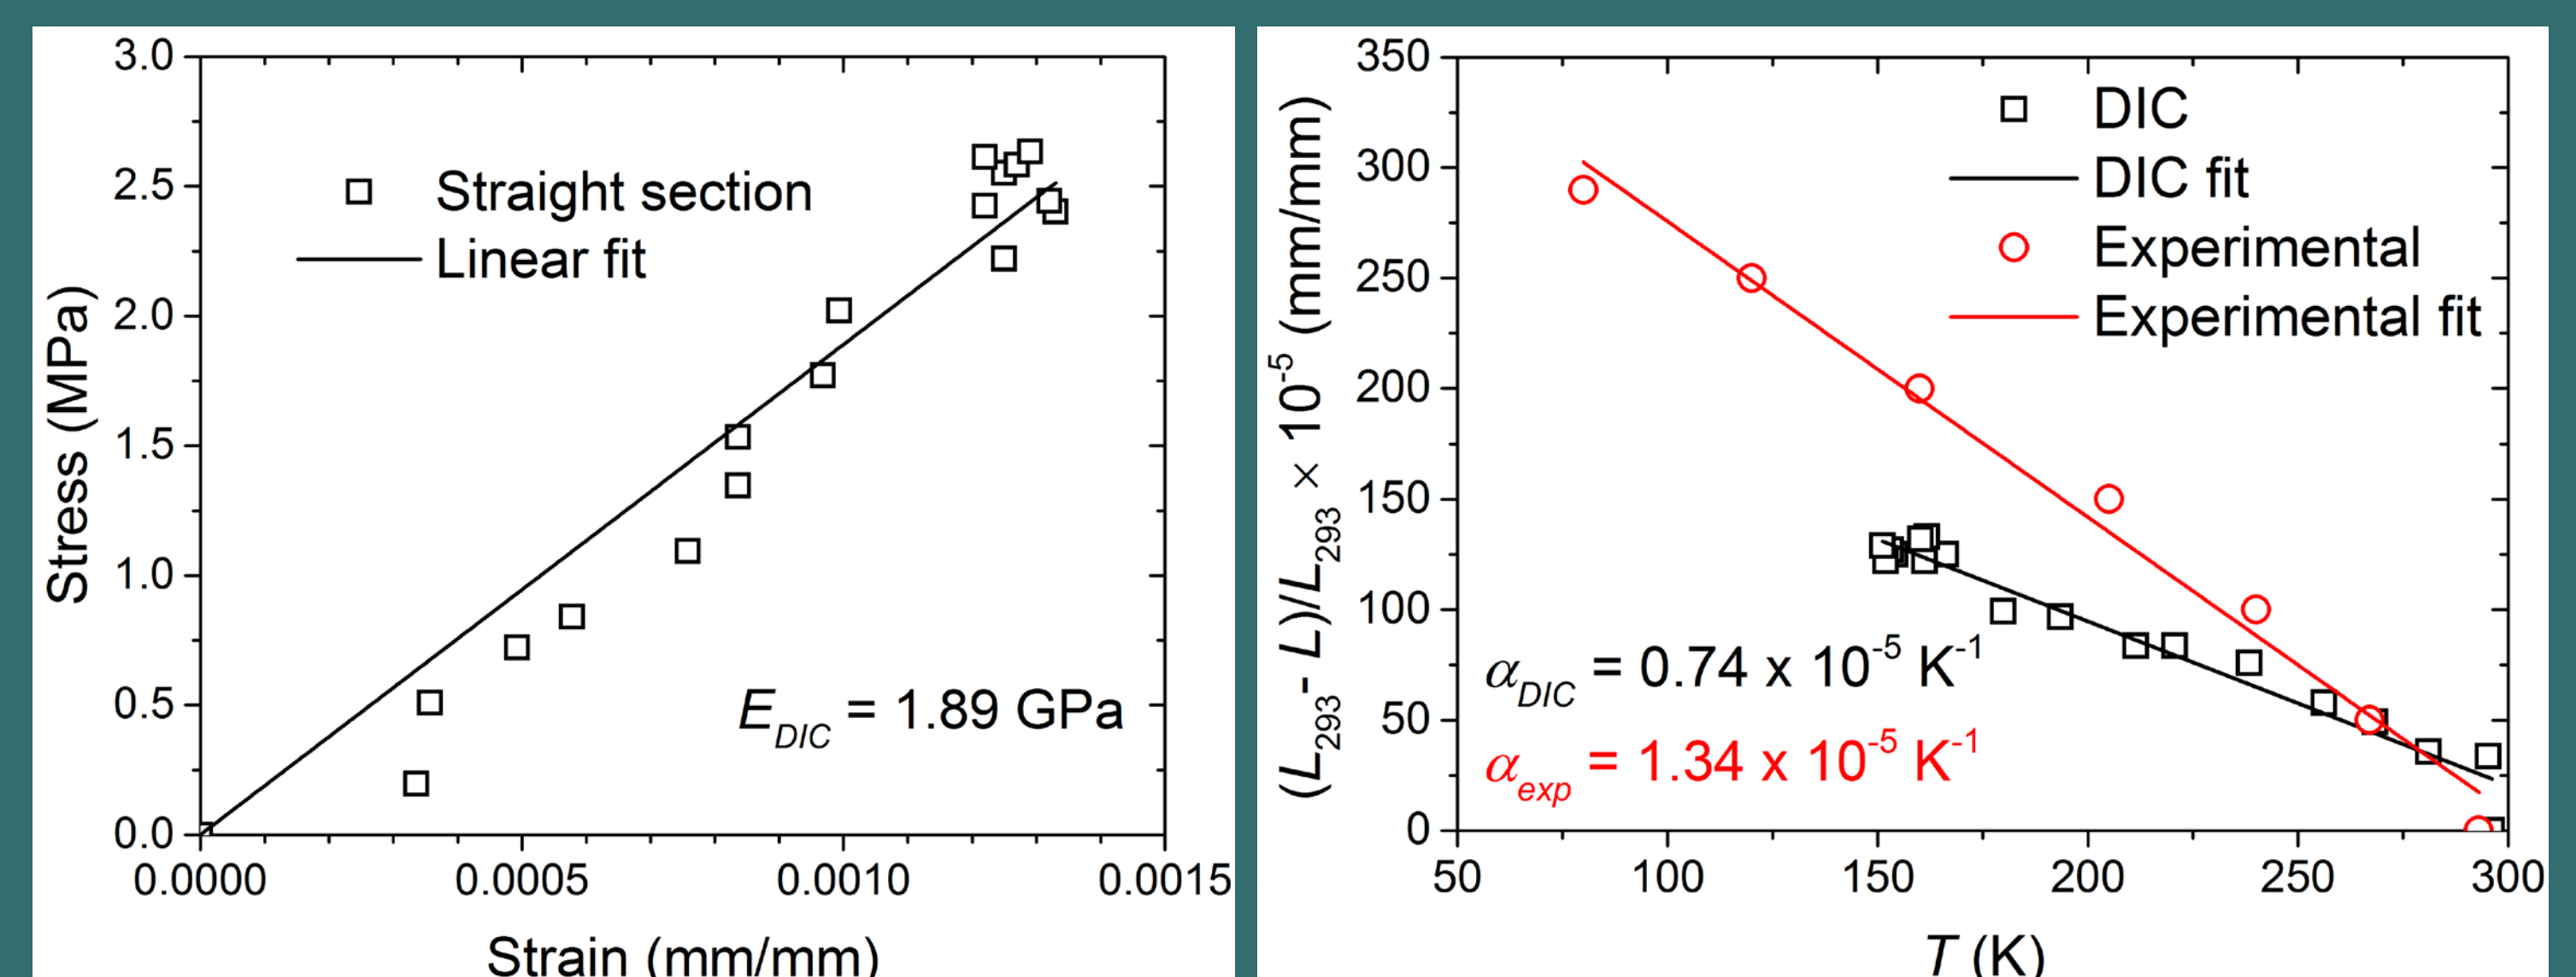 3.0
2.5
2.0
1.5
1.0
0.5
0.0
Stress (MPa)
Straight section
Linear fit
E_DIC = 1.89 GPa
0.0000 0.0005 0.0010 0.0015
Strain (mm/mm)
350
300
250
200
150
100
50
0
(L₂₉₃- L)/L₂₉₃ × 10⁻⁵ (mm/mm)
DIC
DIC fit
Experimental
Experimental fit
α_DIC = 0.74 x 10⁻⁵ K⁻¹
α_exp = 1.34 x 10⁻⁵ K⁻¹
50 100 150 200 250 300
T (K)